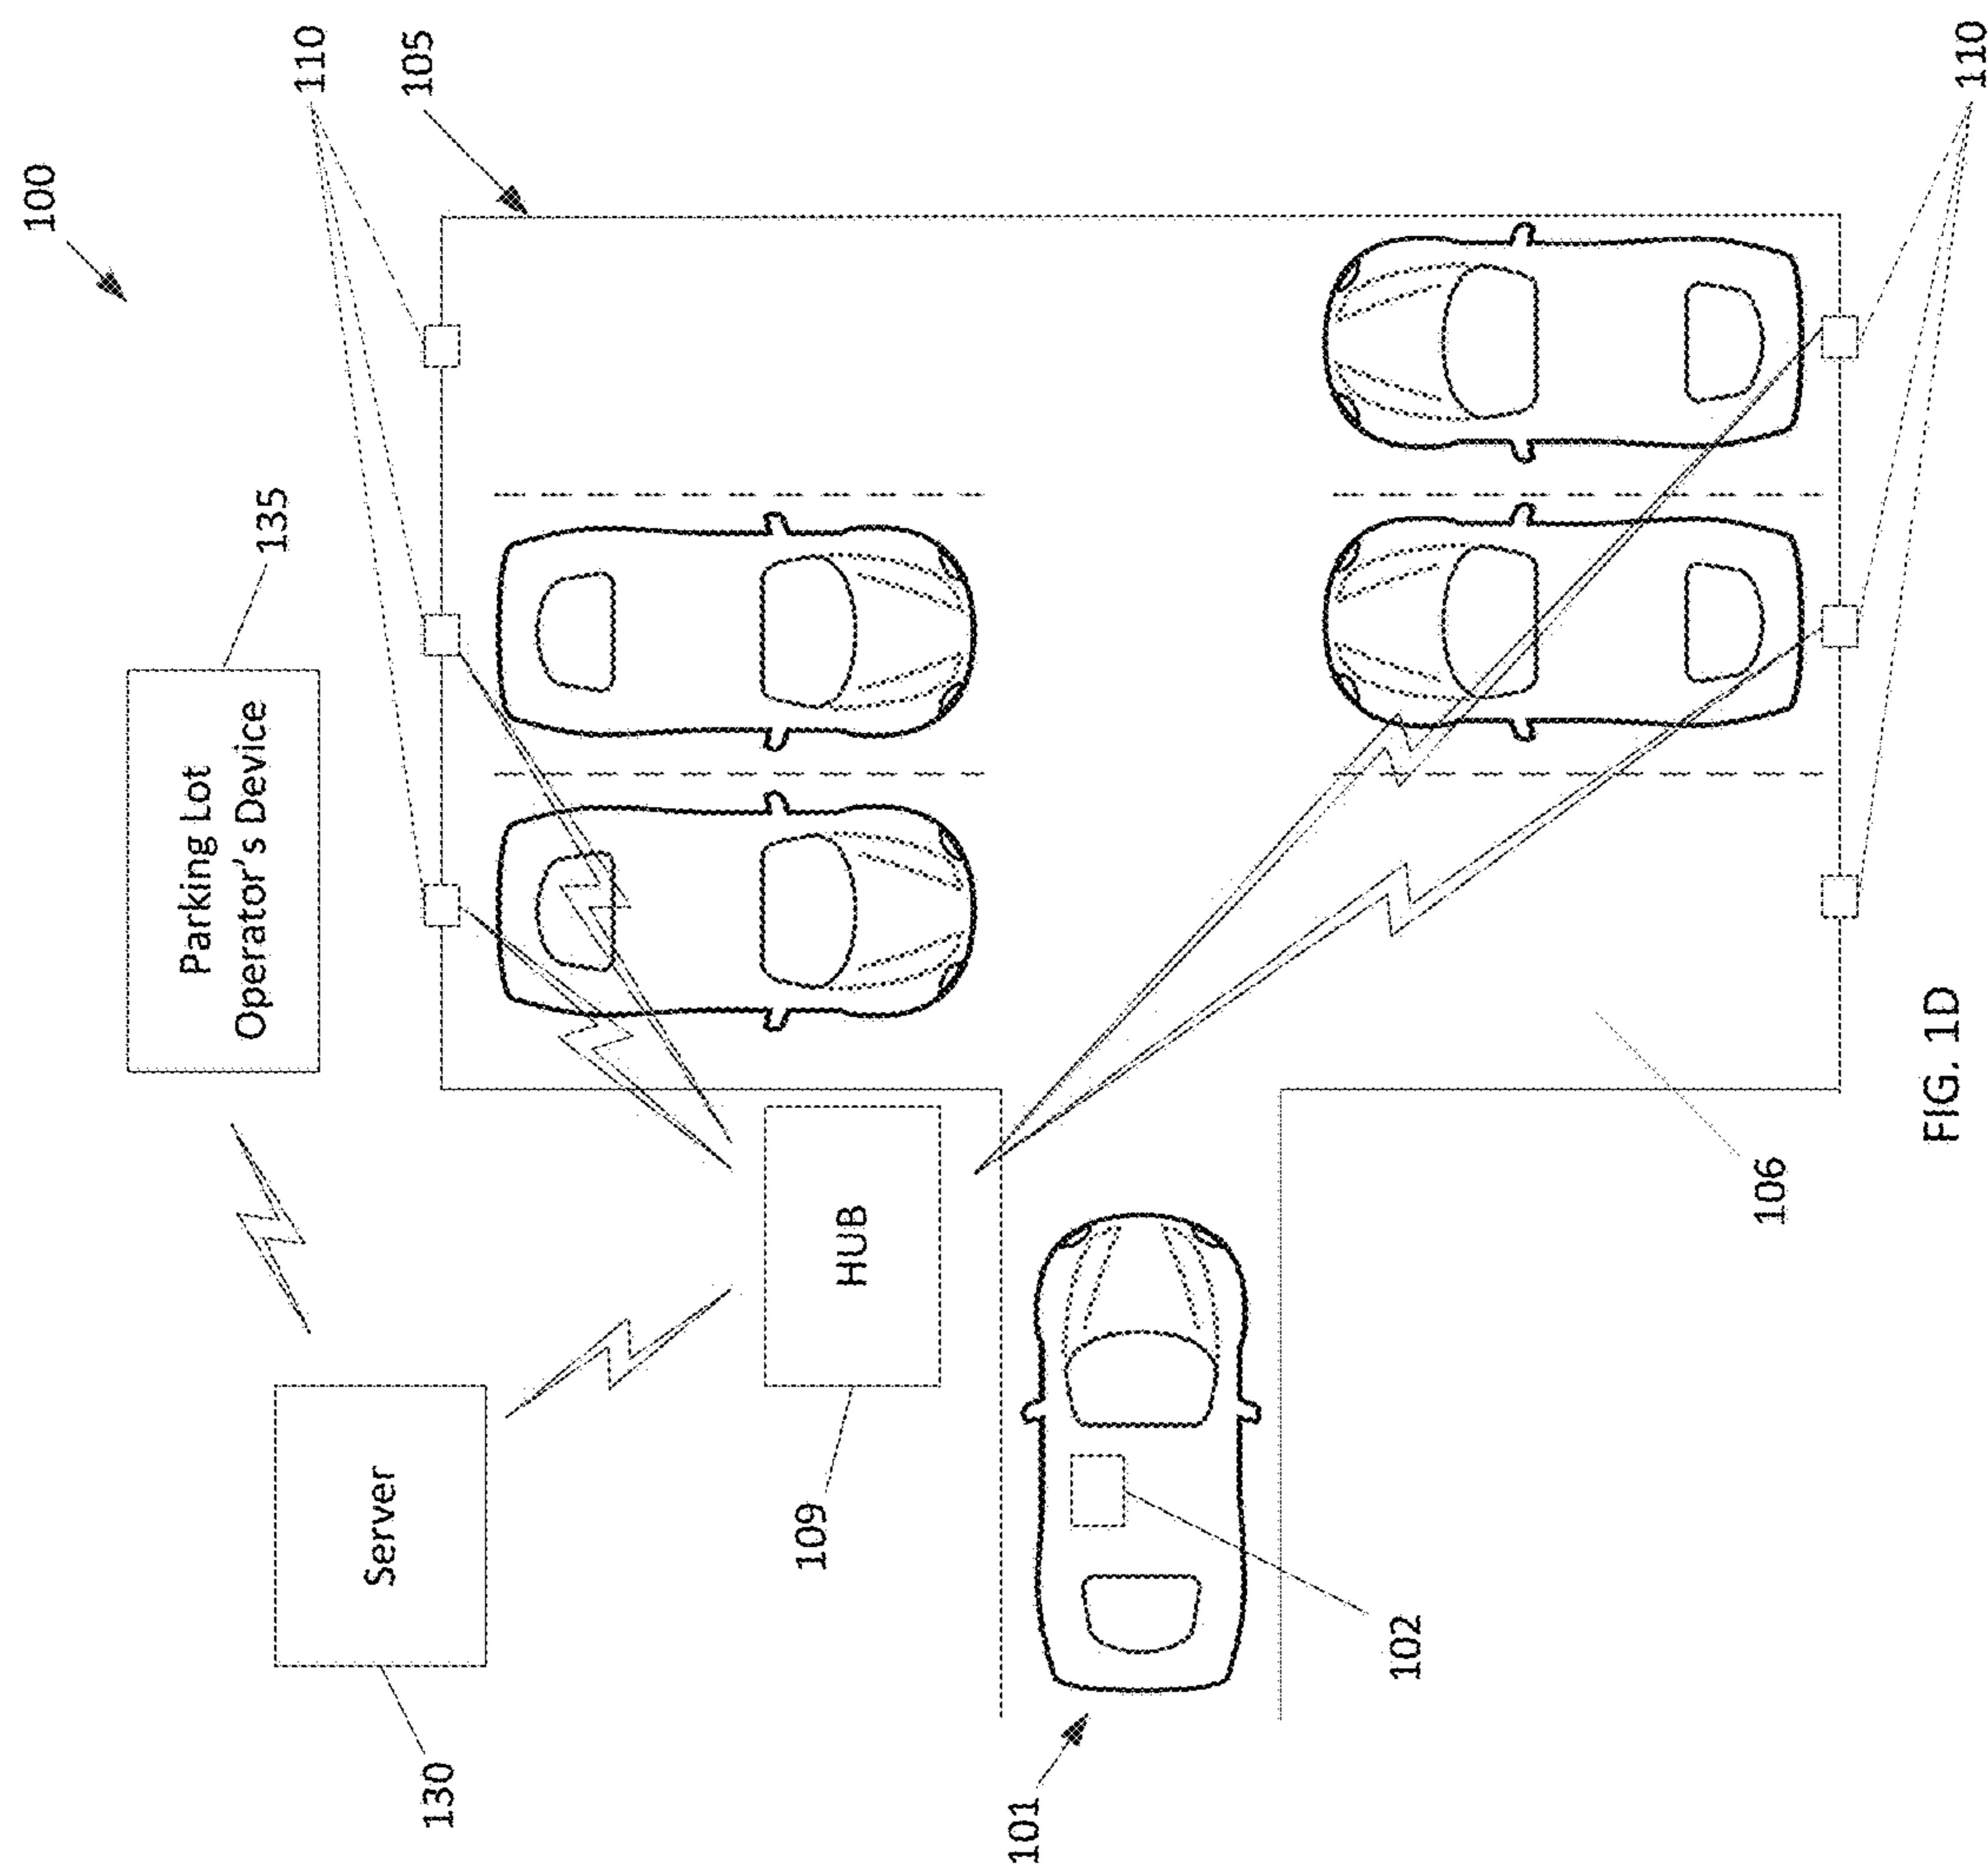 100
110
105
135
Parking Lot
Operator's Device
Server
130
HUB
109
101
102
106
110
FIG. 1D